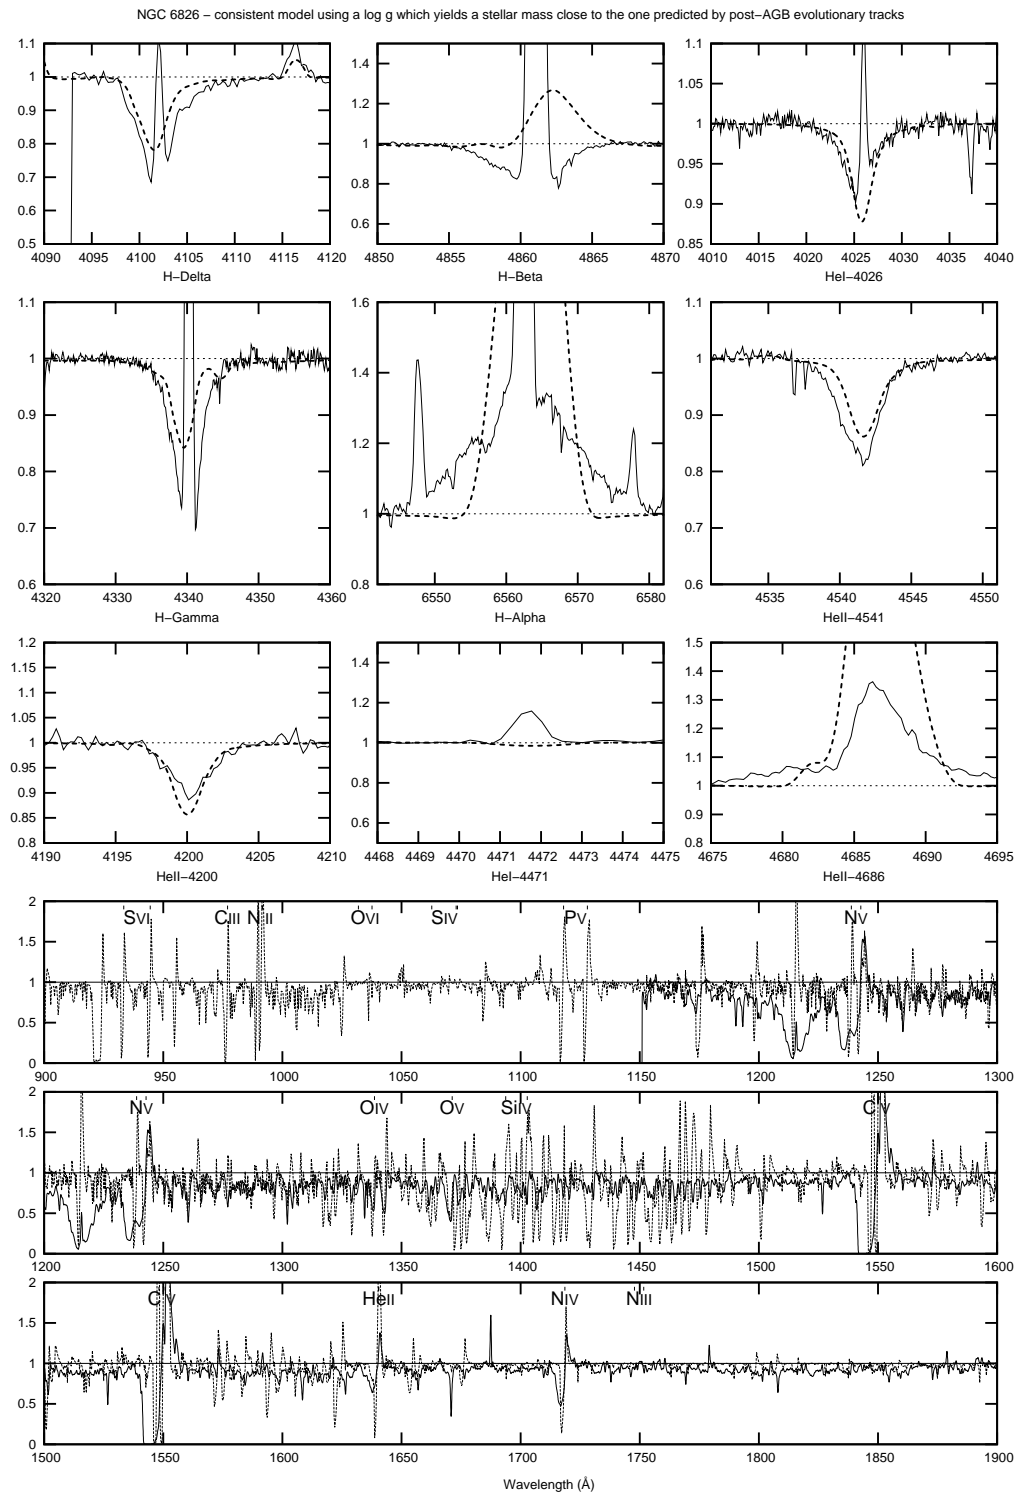 NGC 6826 – consistent model using a log g which yields a stellar mass close to the one predicted by post–AGB evolutionary tracks
1.1
1
0.9
0.8
0.7
0.6
0.5
4090 4095 4100 4105 4110 4115 4120
H–Delta
1.4
1.2
1
0.8
0.6
4850 4855 4860 4865 4870
H–Beta
1.1
1.05
1
0.95
0.9
0.85
4010 4015 4020 4025 4030 4035 4040
HeI–4026
1.1
1
0.9
0.8
0.7
0.6
4320 4330 4340 4350 4360
H–Gamma
1.6
1.4
1.2
1
0.8
6550 6560 6570 6580
H–Alpha
1.1
1
0.9
0.8
0.7
0.6
4535 4540 4545 4550
HeII–4541
1.2
1.15
1.1
1.05
1
0.95
0.9
0.85
0.8
4190 4195 4200 4205 4210
HeII–4200
1.4
1.2
1
0.8
0.6
4468 4469 4470 4471 4472 4473 4474 4475
HeI–4471
1.5
1.4
1.3
1.2
1.1
1
0.9
0.8
4675 4680 4685 4690 4695
HeII–4686
2
1.5
1
0.5
0
SVI CIII NIII OVI SIV PV NV
900 950 1000 1050 1100 1150 1200 1250 1300
2
1.5
1
0.5
0
NV OIV OV SiIV CIV
1200 1250 1300 1350 1400 1450 1500 1550 1600
2
1.5
1
0.5
0
CIV HeII NIV NIII
1500 1550 1600 1650 1700 1750 1800 1850 1900
Wavelength (Å)